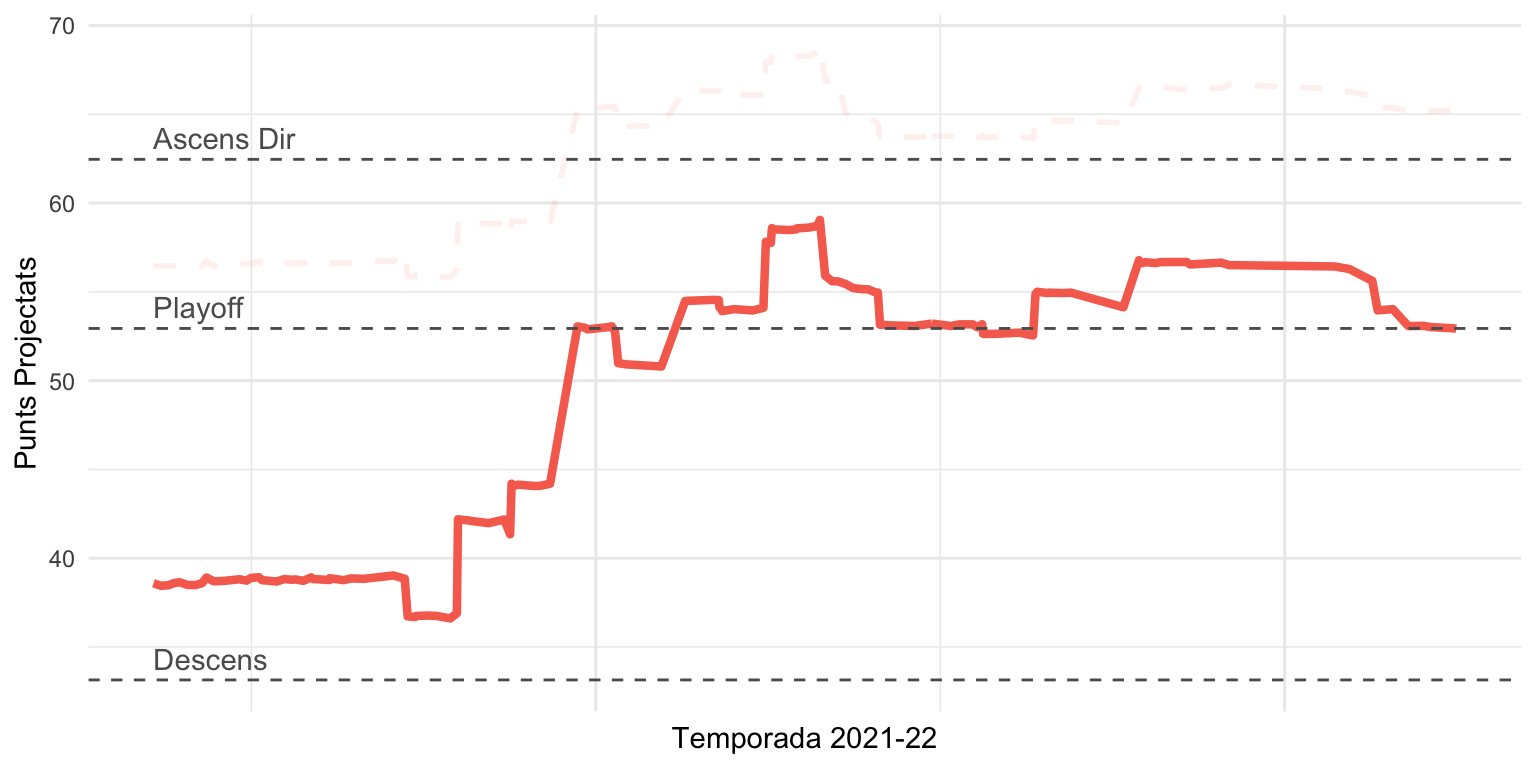 70
Ascens Dir
60
Playoff
50
40
Descens
Punts Projectats
Temporada 2021-22